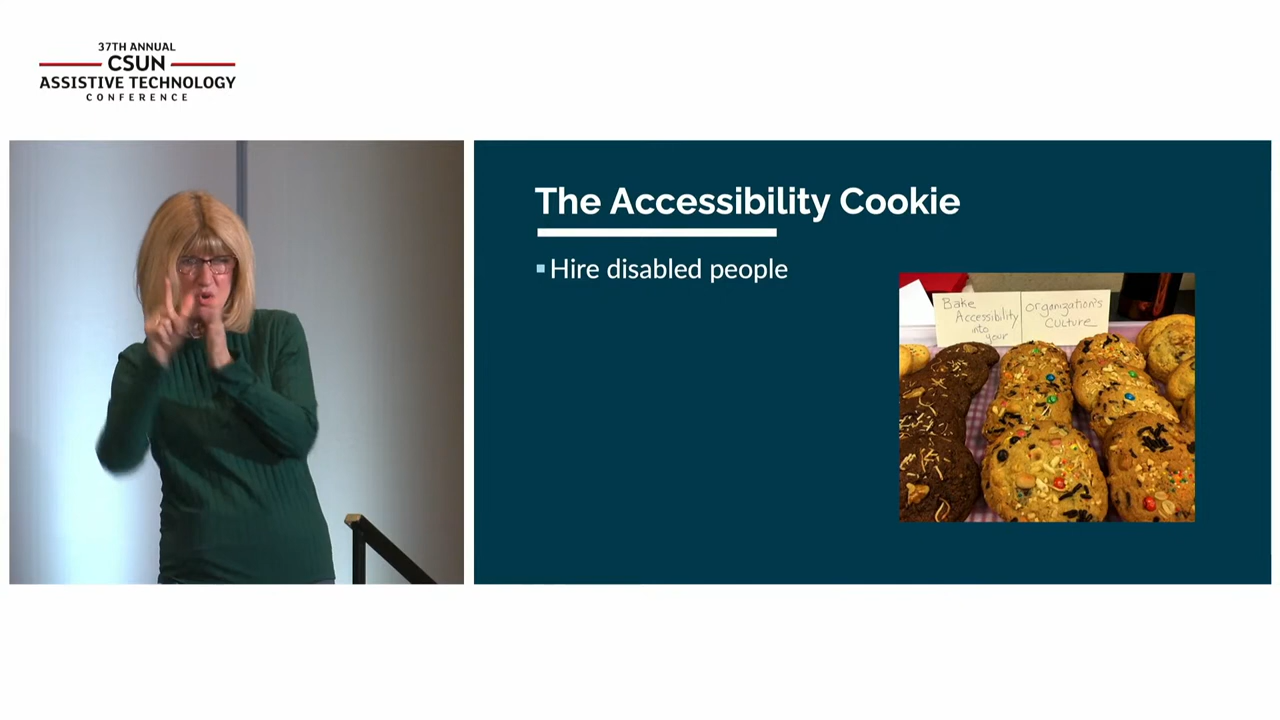 37TH ANNUAL
CSUN
ASSISTIVE TECHNOLOGY
CONFERENCE
The Accessibility Cookie
Hire disabled people
Bake
Accessibility
into
your
organization's
Culture